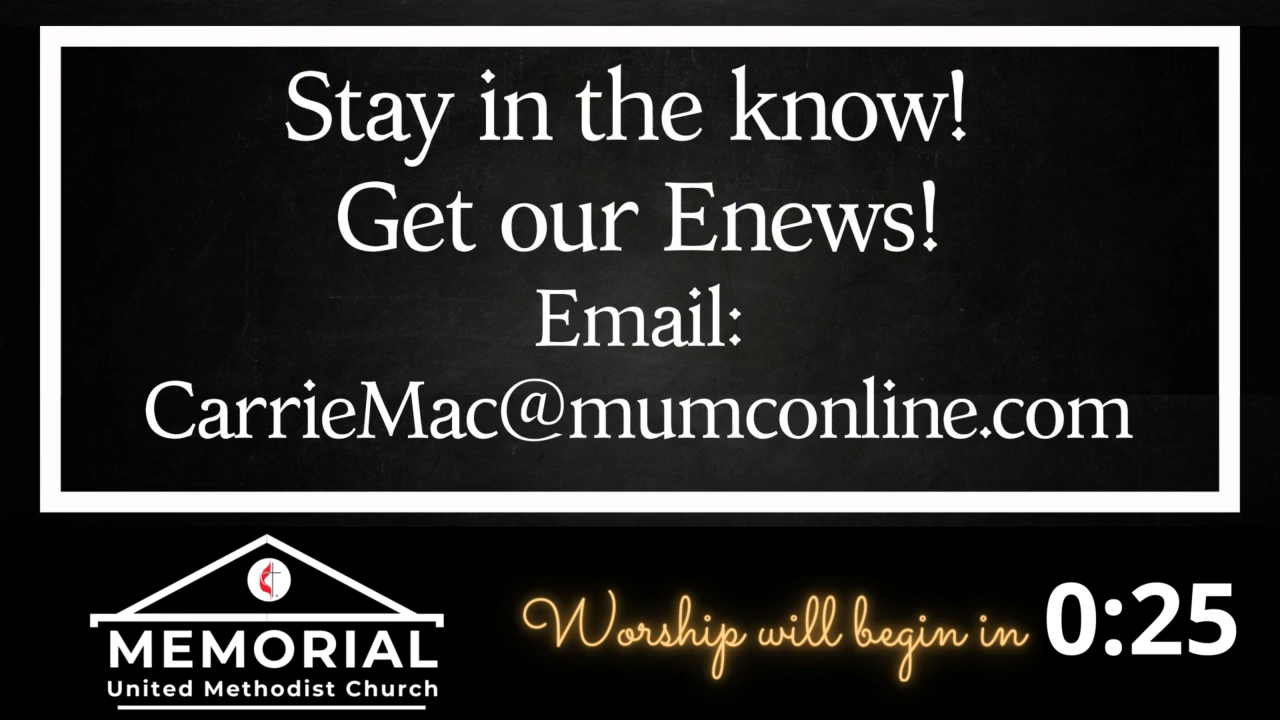 Stay in the know!
Get our Enews!
Email:
CarrieMac@mumconline.com
MEMORIAL
United Methodist Church
Worship will begin in 0:25